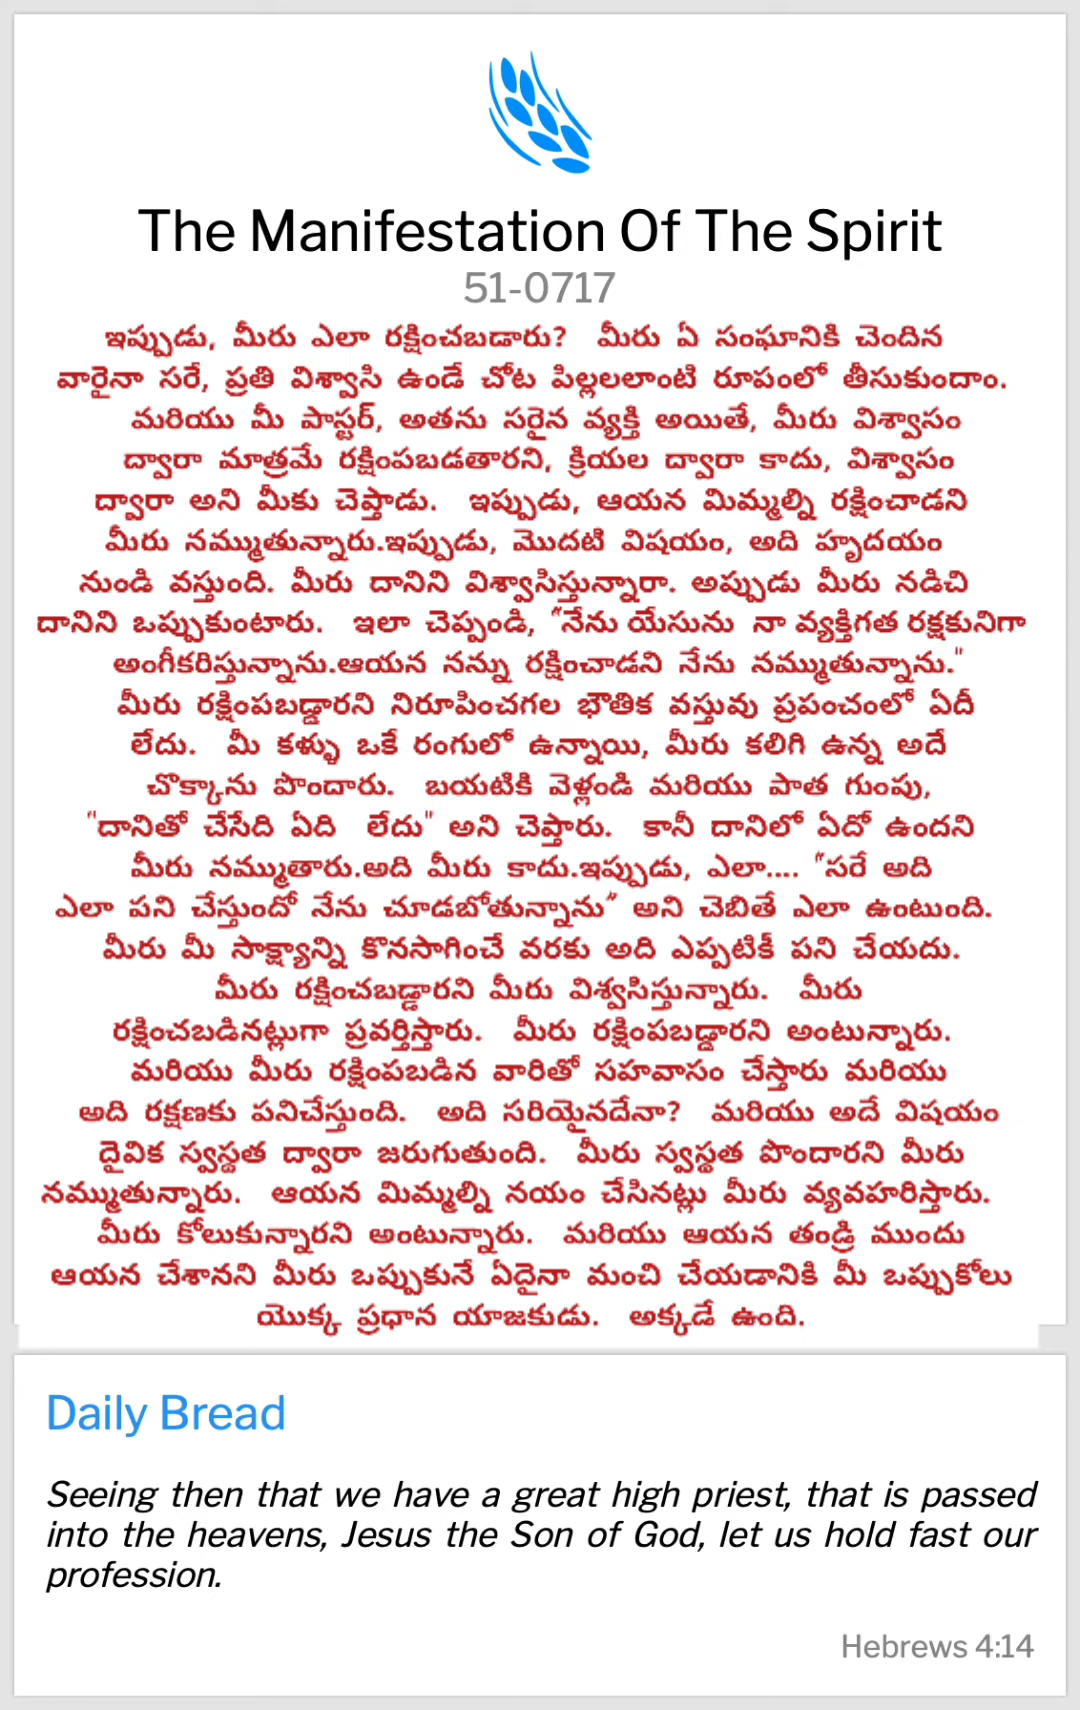 The Manifestation Of The Spirit
51-0717
ఇప్పుడు, మీరు ఎలా రక్షించబడారు? మీరు ఏ సంఘానికి చెందిన
వారైనా సరే, ప్రతి విశ్వాసి ఉండే చోట పిల్లలలాంటి రూపంలో తీసుకుందాం.
మరియు మీ పాస్టర్, అతను సరైన వ్యక్తి అయితే, మీరు విశ్వాసం
ద్వారా మాత్రమే రక్షింపబడతారని, క్రియల ద్వారా కాదు, విశ్వాసం
ద్వారా అని మీకు చెప్తాడు. ఇప్పుడు, ఆయన మిమ్మల్ని రక్షించాడని
మీరు నమ్ముతున్నారు.ఇప్పుడు, మొదటి విషయం, అది హృదయం
నుండి వస్తుంది. మీరు దానిని విశ్వాసిస్తున్నారా. అప్పుడు మీరు నడిచి
దానిని ఒప్పుకుంటారు. ఇలా చెప్పండి, "నేను యేసును నా వ్యక్తిగత రక్షకునిగా
అంగీకరిస్తున్నాను.ఆయన నన్ను రక్షించాడని నేను నమ్ముతున్నాను."
మీరు రక్షింపబడ్డారని నిరూపించగల భౌతిక వస్తువు ప్రపంచంలో ఏదీ
లేదు. మీ కళ్ళు ఒకే రంగులో ఉన్నాయి, మీరు కలిగి ఉన్న అదే
చొక్కాను పొందారు. బయటికి వెళ్లండి మరియు పాత గుంపు,
"దానితో చేసేది ఏది లేదు" అని చెప్తారు. కానీ దానిలో ఏదో ఉందని
మీరు నమ్ముతారు.అది మీరు కాదు.ఇప్పుడు, ఎలా.... "సరే అది
ఎలా పని చేస్తుందో నేను చూడబోతున్నాను" అని చెబితే ఎలా ఉంటుంది.
మీరు మీ సాక్ష్యాన్ని కొనసాగించే వరకు అది ఎప్పటికీ పని చేయదు.
మీరు రక్షించబడ్డారని మీరు విశ్వసిస్తున్నారు. మీరు
రక్షించబడినట్లుగా ప్రవర్తిస్తారు. మీరు రక్షింపబడ్డారని అంటున్నారు.
మరియు మీరు రక్షింపబడిన వారితో సహవాసం చేస్తారు మరియు
అది రక్షణకు పనిచేస్తుంది. అది సరియైనదేనా? మరియు అదే విషయం
దైవిక స్వస్థత ద్వారా జరుగుతుంది. మీరు స్వస్థత పొందారని మీరు
నమ్ముతున్నారు. ఆయన మిమ్మల్ని నయం చేసినట్లు మీరు వ్యవహరిస్తారు.
మీరు కోలుకున్నారని అంటున్నారు. మరియు ఆయన తండ్రి ముందు
ఆయన చేశానని మీరు ఒప్పుకునే ఏదైనా మంచి చేయడానికి మీ ఒప్పుకోలు
యొక్క ప్రధాన యాజకుడు. అక్కడే ఉంది.
Daily Bread
Seeing then that we have a great high priest, that is passed
into the heavens, Jesus the Son of God, let us hold fast our
profession.
Hebrews 4:14